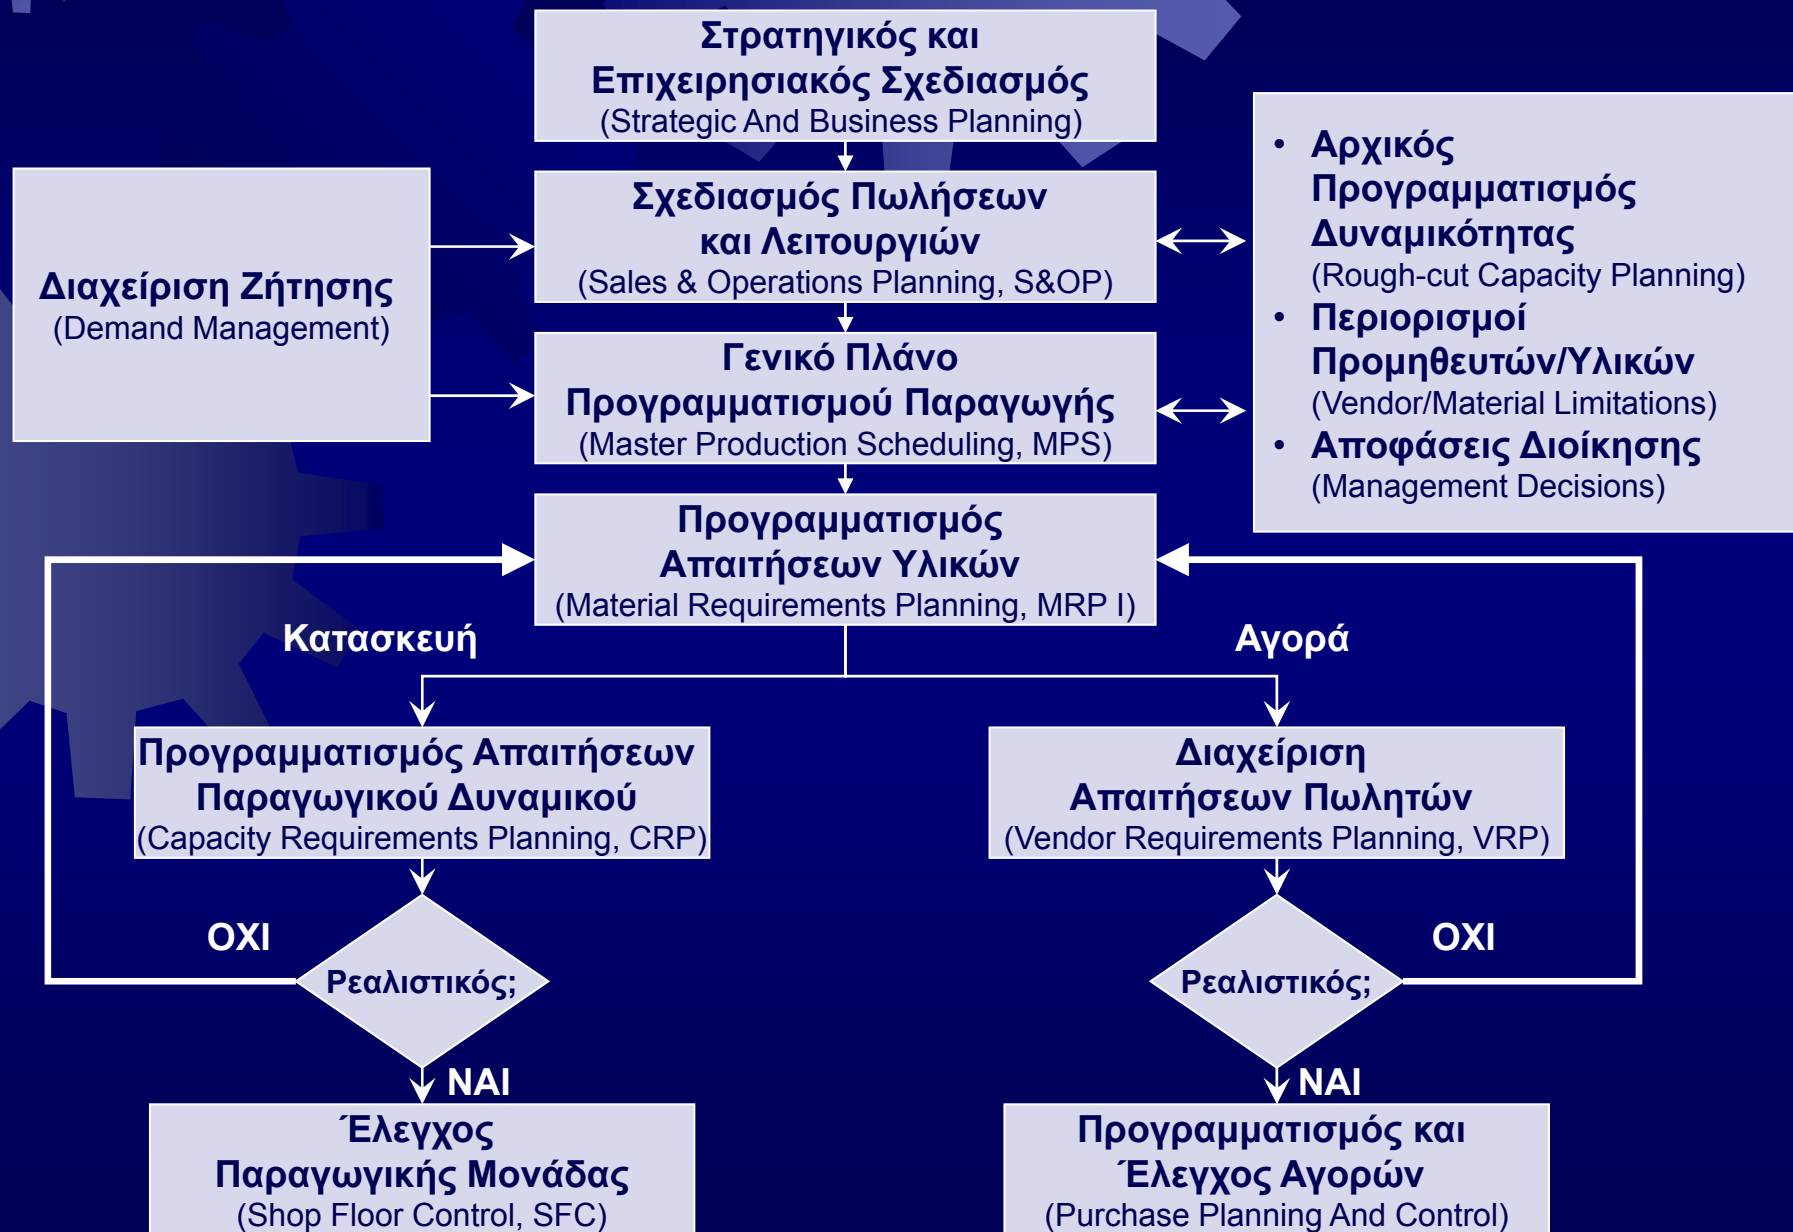 Στρατηγικός και
Επιχειρησιακός Σχεδιασμός
(Strategic And Business Planning)
Διαχείριση Ζήτησης
(Demand Management)
Σχεδιασμός Πωλήσεων
και Λειτουργιών
(Sales & Operations Planning, S&OP)
Γενικό Πλάνο
Προγραμματισμού Παραγωγής
(Master Production Scheduling, MPS)
• Αρχικός
Προγραμματισμός
Δυναμικότητας
(Rough-cut Capacity Planning)
• Περιορισμοί
Προμηθευτών/Υλικών
(Vendor/Material Limitations)
• Αποφάσεις Διοίκησης
(Management Decisions)
Προγραμματισμός
Απαιτήσεων Υλικών
(Material Requirements Planning, MRP I)
Κατασκευή
Αγορά
Προγραμματισμός Απαιτήσεων
Παραγωγικού Δυναμικού
(Capacity Requirements Planning, CRP)
Διαχείριση
Απαιτήσεων Πωλητών
(Vendor Requirements Planning, VRP)
ΟΧΙ
Ρεαλιστικός;
ΟΧΙ
Ρεαλιστικός;
ΝΑΙ
ΝΑΙ
Έλεγχος
Παραγωγικής Μονάδας
(Shop Floor Control, SFC)
Προγραμματισμός και
Έλεγχος Αγορών
(Purchase Planning And Control)